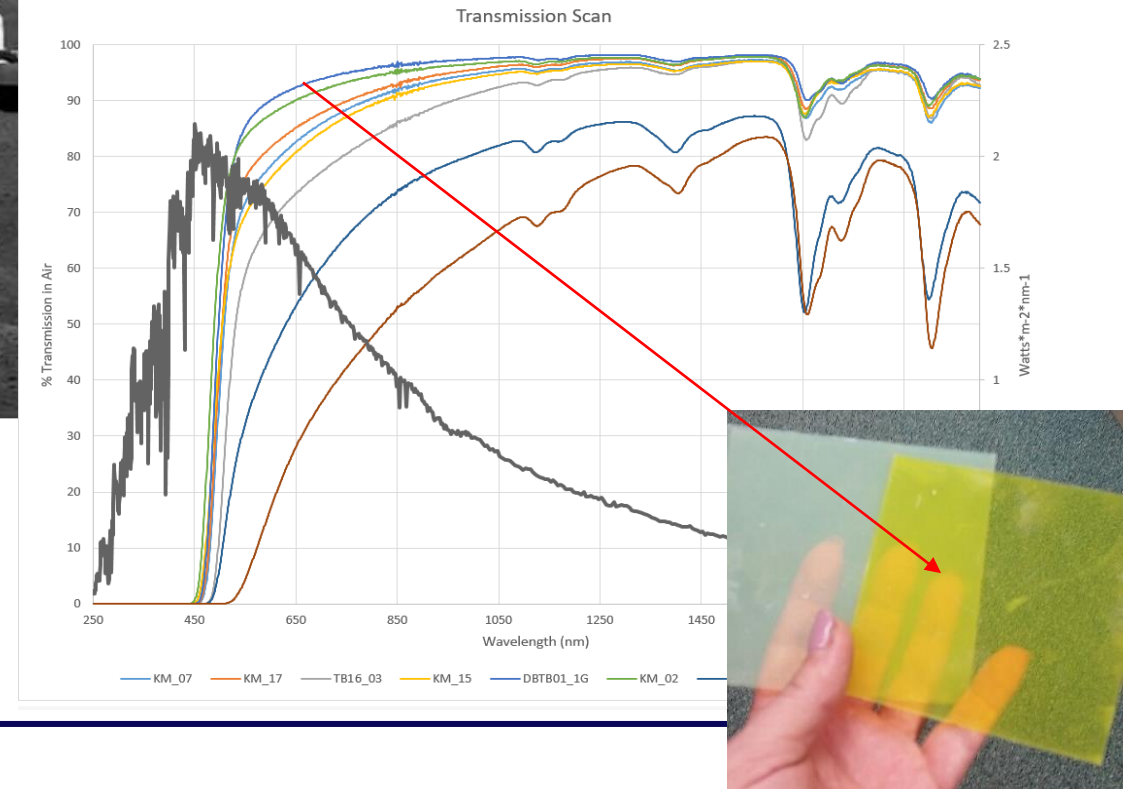 Transmission Scan
100
90
80
70
60
50
40
30
20
10
0
% Transmission in Air
2.5
2
1.5
1
Watts*m-2*nm-1
250 450 650 850 1050 1250 1450
Wavelength (nm)
KM_07 KM_17 TB16_03 KM_15 DBTB01_1G KM_02